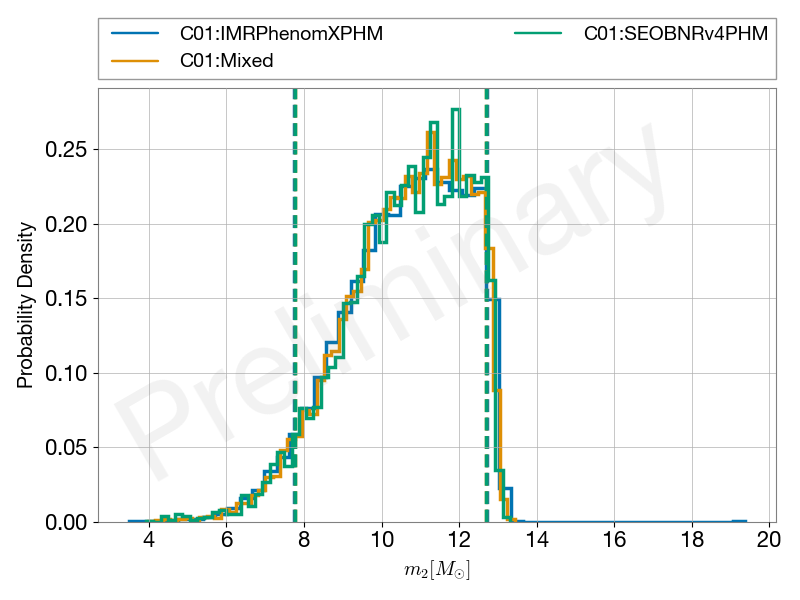 C01:IMRPhenomXPHM
C01:SEOBNRv4PHM
C01:Mixed
0.25
0.20
0.15
0.10
0.05
0.00
Probability Density
Preliminary
4 6 8 10 12 14 16 18 20
m₂[M☉]